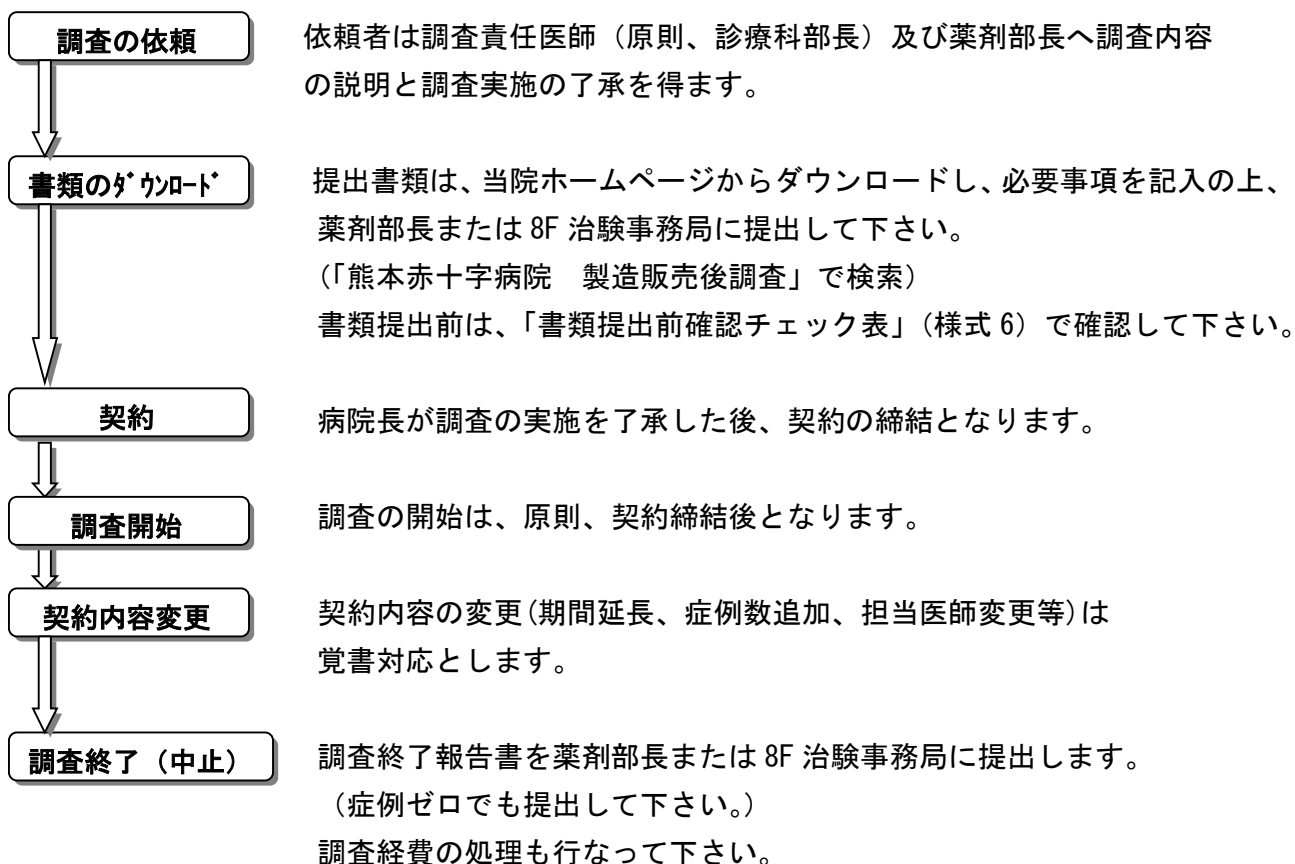 調査の依頼
依頼者は調査責任医師（原則、診療科部長）及び薬剤部長へ調査内容
の説明と調査実施の了承を得ます。
書類のﾀﾞｳﾝﾛｰﾄﾞ
提出書類は、当院ホームページからダウンロードし、必要事項を記入の上、
薬剤部長または 8F 治験事務局に提出して下さい。
（「熊本赤十字病院　製造販売後調査」で検索）
書類提出前は、「書類提出前確認チェック表」（様式 6）で確認して下さい。
契約
病院長が調査の実施を了承した後、契約の締結となります。
調査開始
調査の開始は、原則、契約締結後となります。
契約内容変更
契約内容の変更(期間延長、症例数追加、担当医師変更等)は
覚書対応とします。
調査終了（中止）
調査終了報告書を薬剤部長または 8F 治験事務局に提出します。
（症例ゼロでも提出して下さい。）
調査経費の処理も行なって下さい。